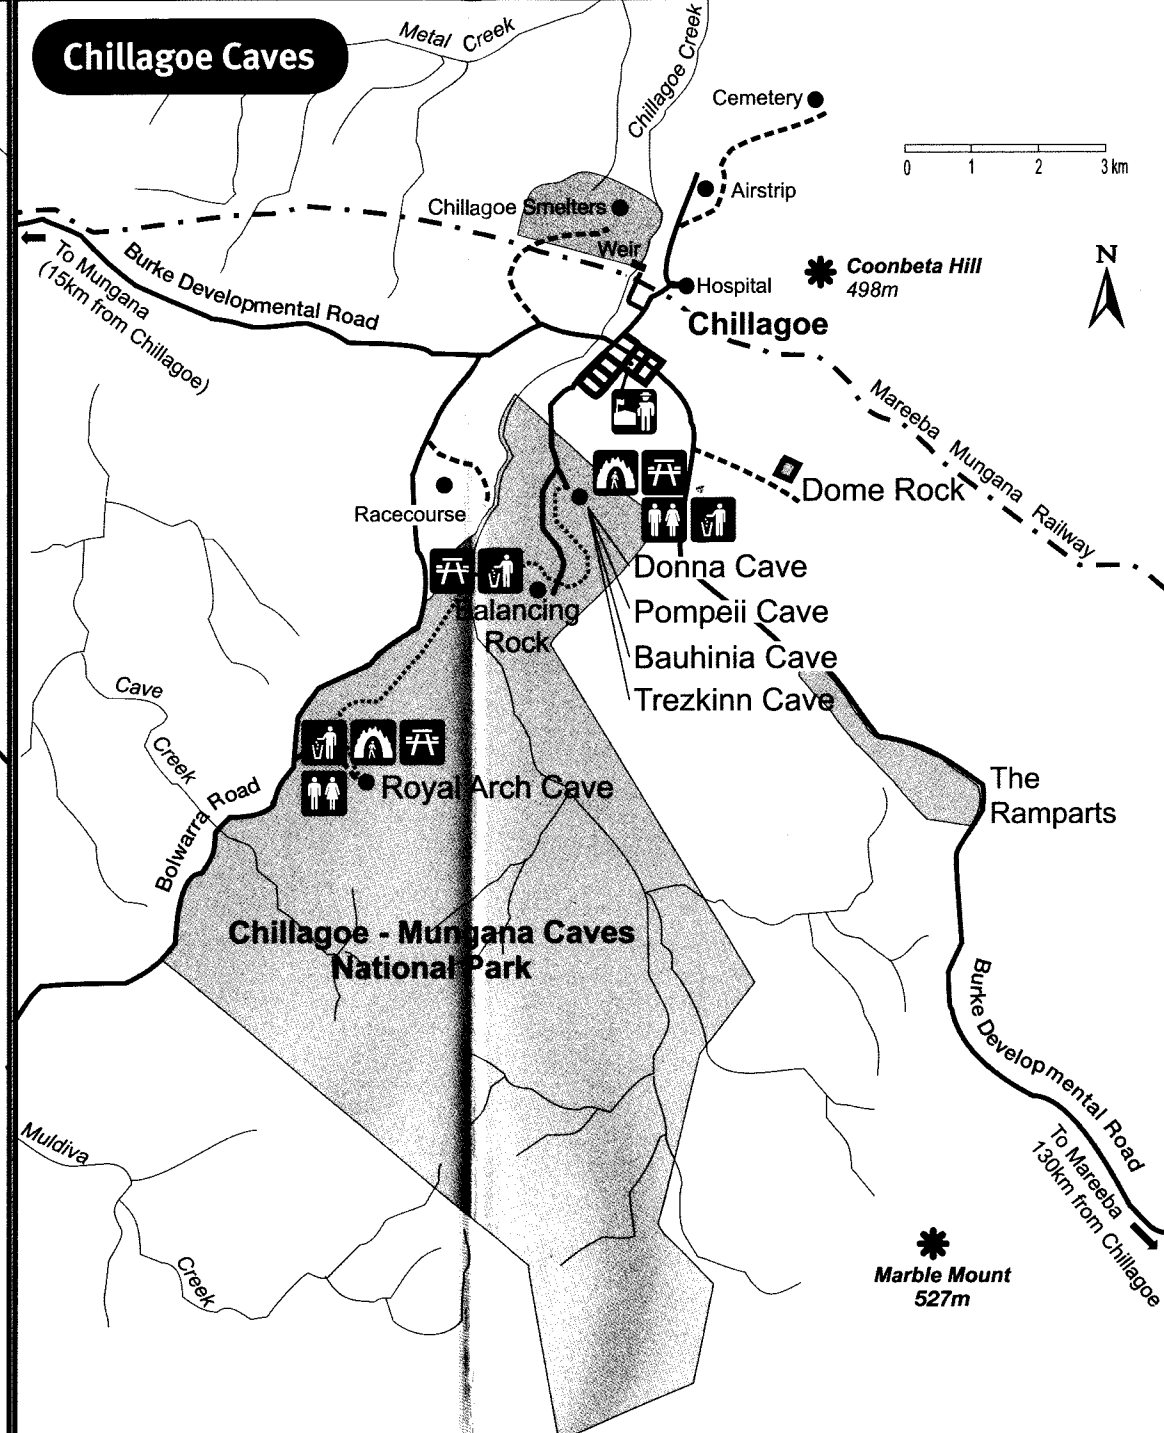 Chillagoe Caves
Metal Creek
Chillagoe Creek
Cemetery
0 1 2 3 km
Airstrip
Chillagoe Smelters
Weir
N
Coonbeta Hill
498m
Hospital
Chillagoe
Burke Developmental Road
To Mungana
(15km from Chillagoe)
Mareeba Mungana Railway
Dome Rock
Racecourse
Donna Cave
Balancing
Rock
Pompeii Cave
Bauhinia Cave
Trezkinn Cave
Cave
Creek
Royal Arch Cave
The
Ramparts
Bolwarra Road
Chillagoe - Mungana Caves
National Park
Burke Developmental Road
To Mareeba
130km from Chillagoe
Muldiva
Creek
Marble Mount
527m